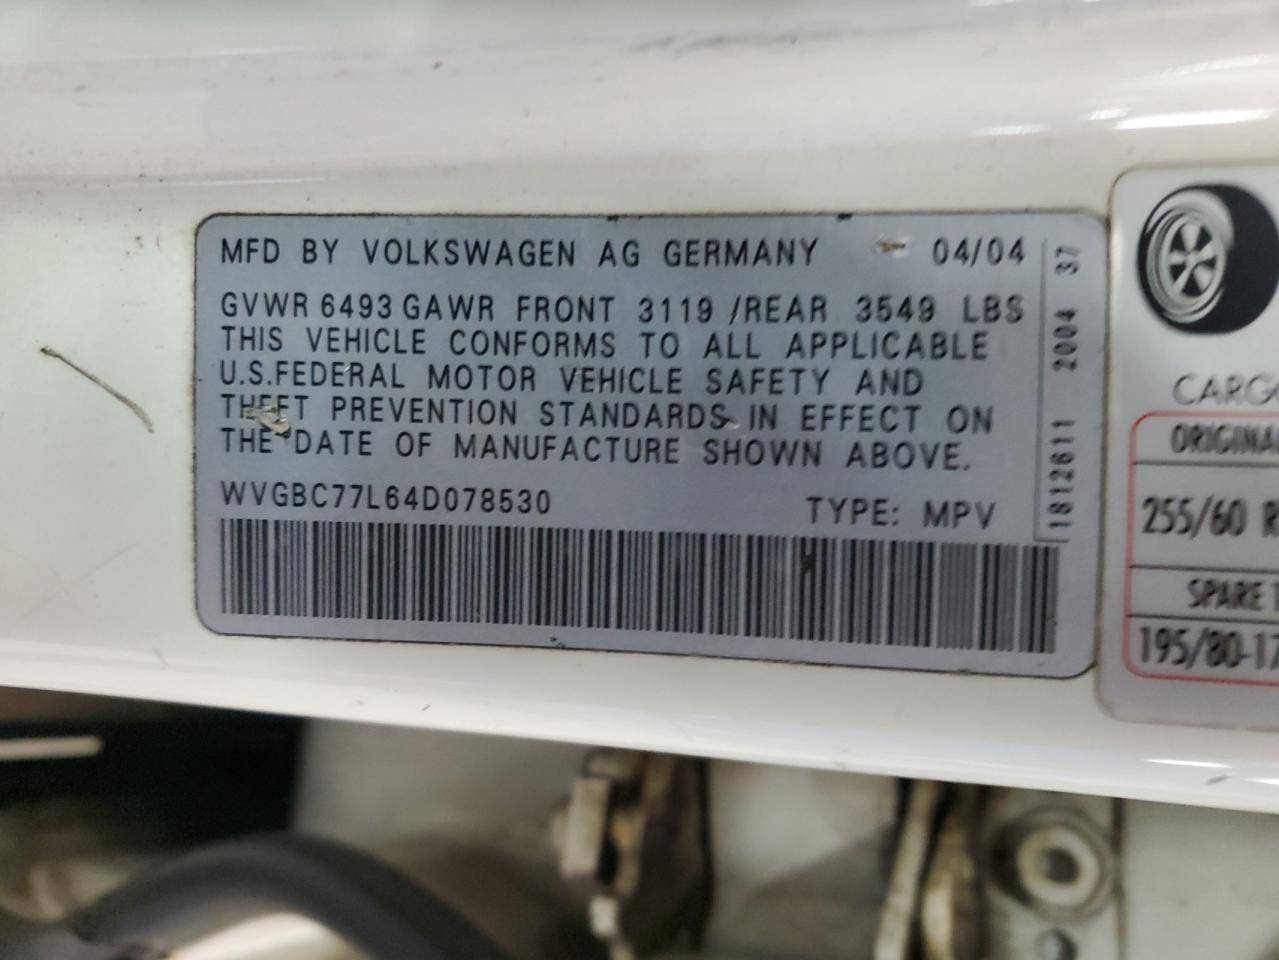 MFD BY VOLKSWAGEN AG GERMANY 04/04
GVWR 6493 GAWR FRONT 3119 /REAR 3549 LBS
THIS VEHICLE CONFORMS TO ALL APPLICABLE
U.S.FEDERAL MOTOR VEHICLE SAFETY AND
THEFT PREVENTION STANDARDS IN EFFECT ON
THE DATE OF MANUFACTURE SHOWN ABOVE.
WVGBC77L64D078530 TYPE: MPV
1812611 2004 37
CARGO
ORIGINA
255/60 R
SPARE T
195/80-17